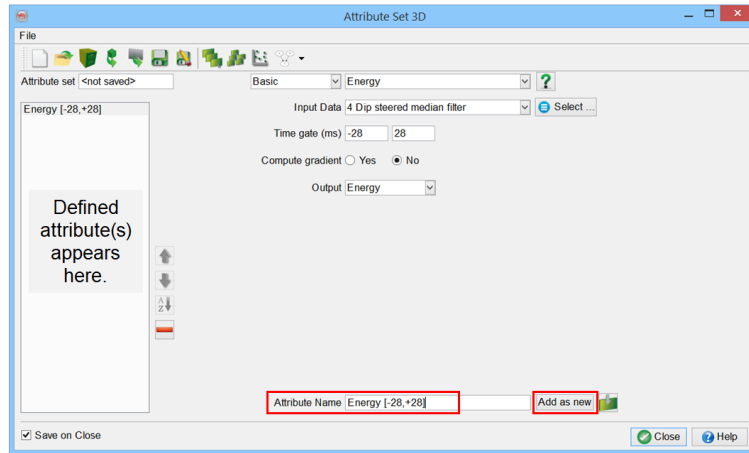 Attribute Set 3D
File
Attribute set <not saved>
Basic
Energy
?
Energy [-28,+28]
Input Data 4 Dip steered median filter
Select ...
Time gate (ms) -28 28
Compute gradient Yes No
Output Energy
Defined
attribute(s)
appears
here.
A
Z
Attribute Name Energy [-28,+28]
Add as new
Save on Close
Close
? Help